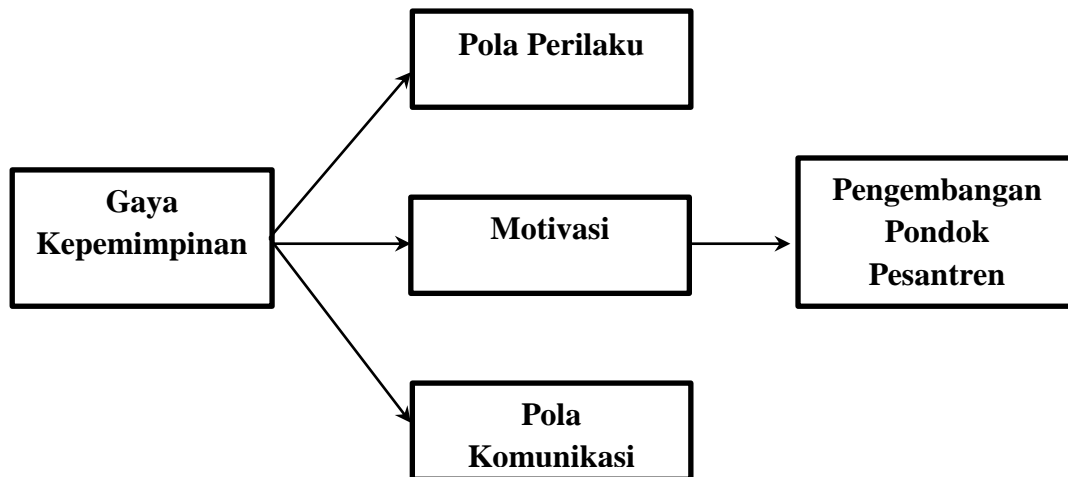 Pola Perilaku
Gaya
Kepemimpinan
Motivasi
Pengembangan
Pondok
Pesantren
Pola
Komunikasi